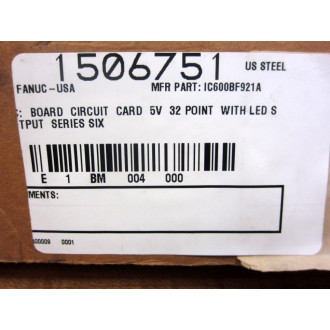 1506751 US STEEL
FANUC-USA MFR PART: IC600BF921A
: BOARD CIRCUIT CARD 5V 32 POINT WITH LED S
TPUT SERIES SIX
E 1 BM 004 000
MENTS:
400009 0001